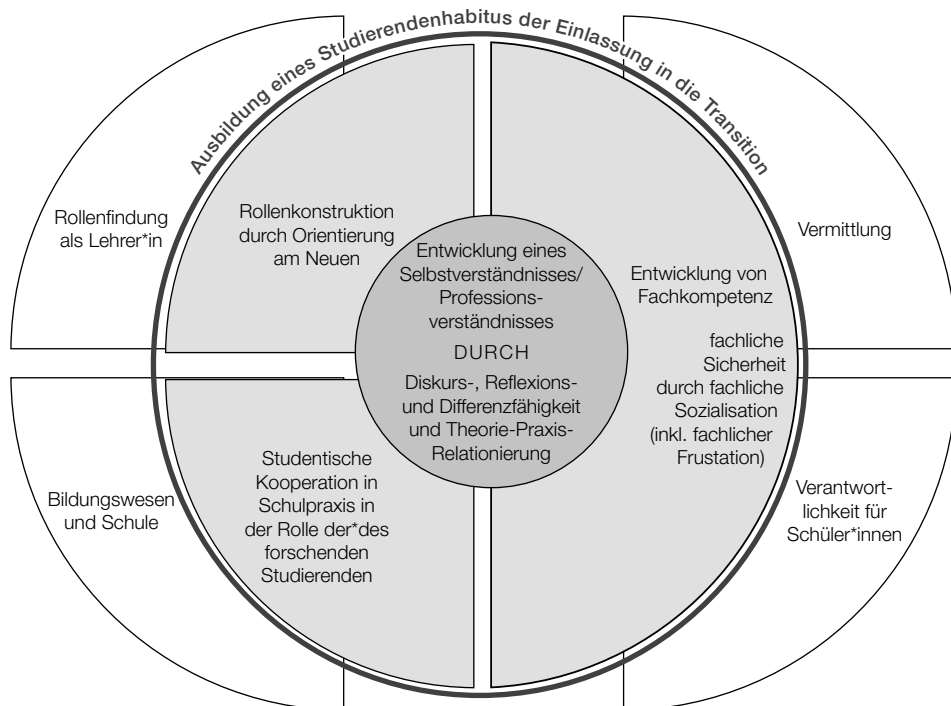 Ausbildung eines Studierendenhabitus der Einlassung in die Transition
Rollenfindung
als Lehrer*in
Rollenkonstruktion
durch Orientierung
am Neuen
Entwicklung eines
Selbstverständnisses/
Professions-
verständnisses
DURCH
Diskurs-, Reflexions-
und Differenzfähigkeit
und Theorie-Praxis-
Relationierung
Entwicklung von
Fachkompetenz
fachliche
Sicherheit
durch fachliche
Sozialisation
(inkl. fachlicher
Frustation)
Vermittlung
Bildungswesen
und Schule
Studentische
Kooperation in
Schulpraxis in
der Rolle der*des
forschenden
Studierenden
Verantwort-
lichkeit für
Schüler*innen